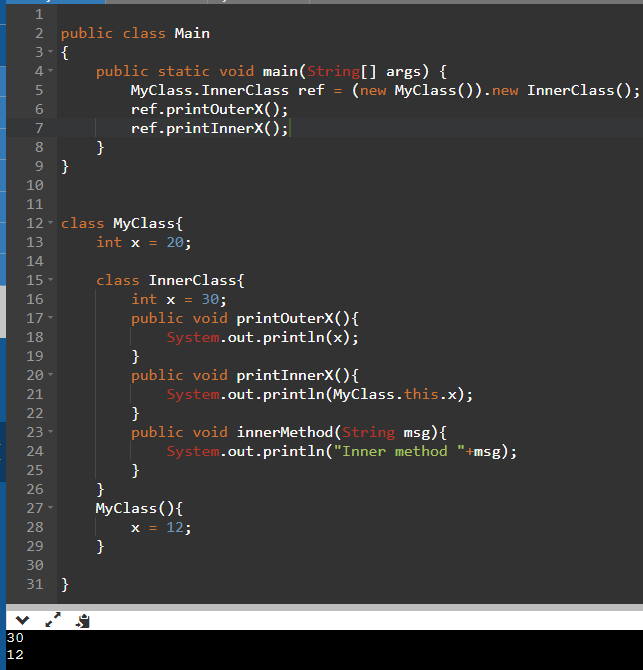 1
2 public class Main
3 {
4     public static void main(String[] args) {
5         MyClass.InnerClass ref = (new MyClass()).new InnerClass();
6         ref.printOuterX();
7         ref.printInnerX();
8     }
9 }
10
11
12 class MyClass{
13     int x = 20;
14
15     class InnerClass{
16         int x = 30;
17         public void printOuterX(){
18             System.out.println(x);
19         }
20         public void printInnerX(){
21             System.out.println(MyClass.this.x);
22         }
23         public void innerMethod(String msg){
24             System.out.println("Inner method "+msg);
25         }
26     }
27     MyClass(){
28         x = 12;
29     }
30
31 }
30
12